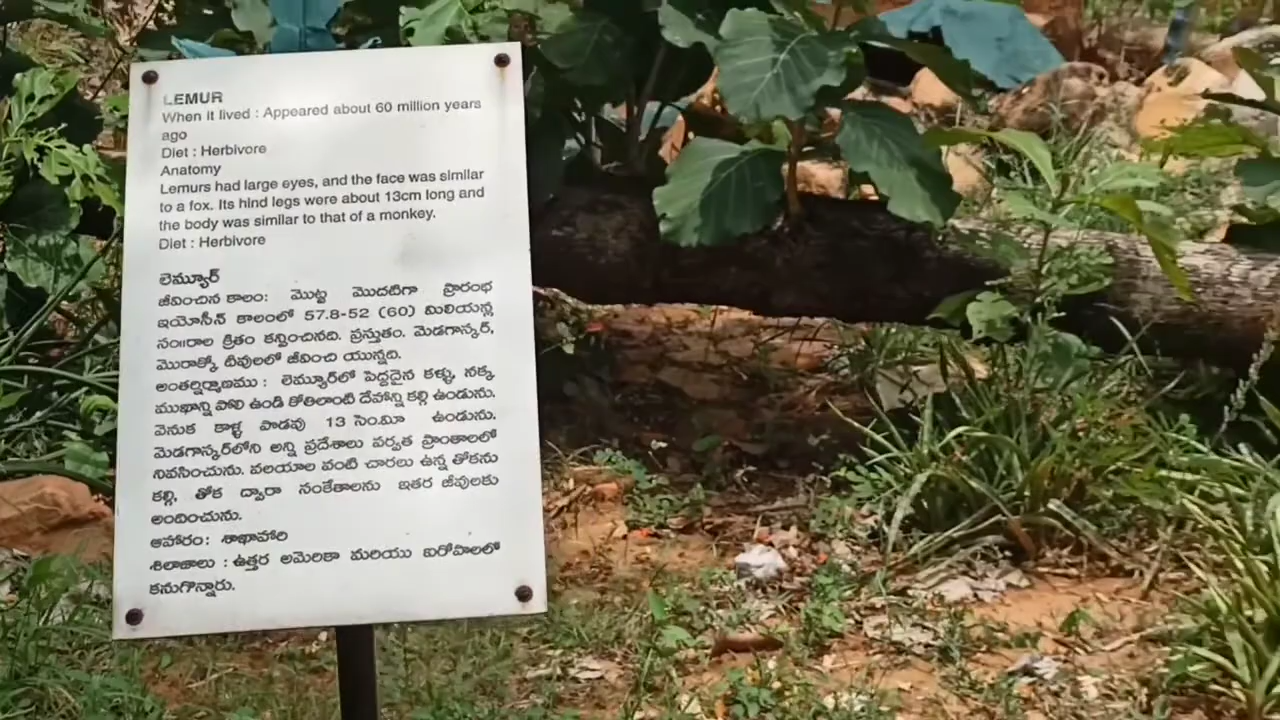 LEMUR
When it lived : Appeared about 60 million years
ago
Diet : Herbivore
Anatomy
Lemurs had large eyes, and the face was similar
to a fox. Its hind legs were about 13cm long and
the body was similar to that of a monkey.
Diet : Herbivore
లెమ్యూర్
జీవించిన కాలం: మొట్ట మొదటిగా ప్రారంభ
ఇయోసీన్ కాలంలో 57.8-52 (60) మిలియన్ల
సం॥రాల క్రితం కన్పించినది. ప్రస్తుతం. మెడగాస్కర్,
మొరాక్కో దీవులలో జీవించి యున్నది.
అంతర్నిర్మాణము : లెమ్యూర్‌లో పెద్దదైన కళ్ళు, నక్క
ముఖాన్ని పోలి ఉండి కోతిలాంటి దేహాన్ని కల్గి ఉండును.
వెనుక కాళ్ళ పొడవు 13 సెం.మీ ఉండును.
మెడగాస్కర్‌లోని అన్ని ప్రదేశాలు పర్వత ప్రాంతాలలో
నివసించును. వలయాల వంటి చారలు ఉన్న తోకను
కల్గి, తోక ద్వారా సంకేతాలను ఇతర జీవులకు
అందించును.
ఆహారం: శాఖాహారి
శిలాజాలు : ఉత్తర అమెరికా మరియు ఐరోపాలలో
కనుగొన్నారు.